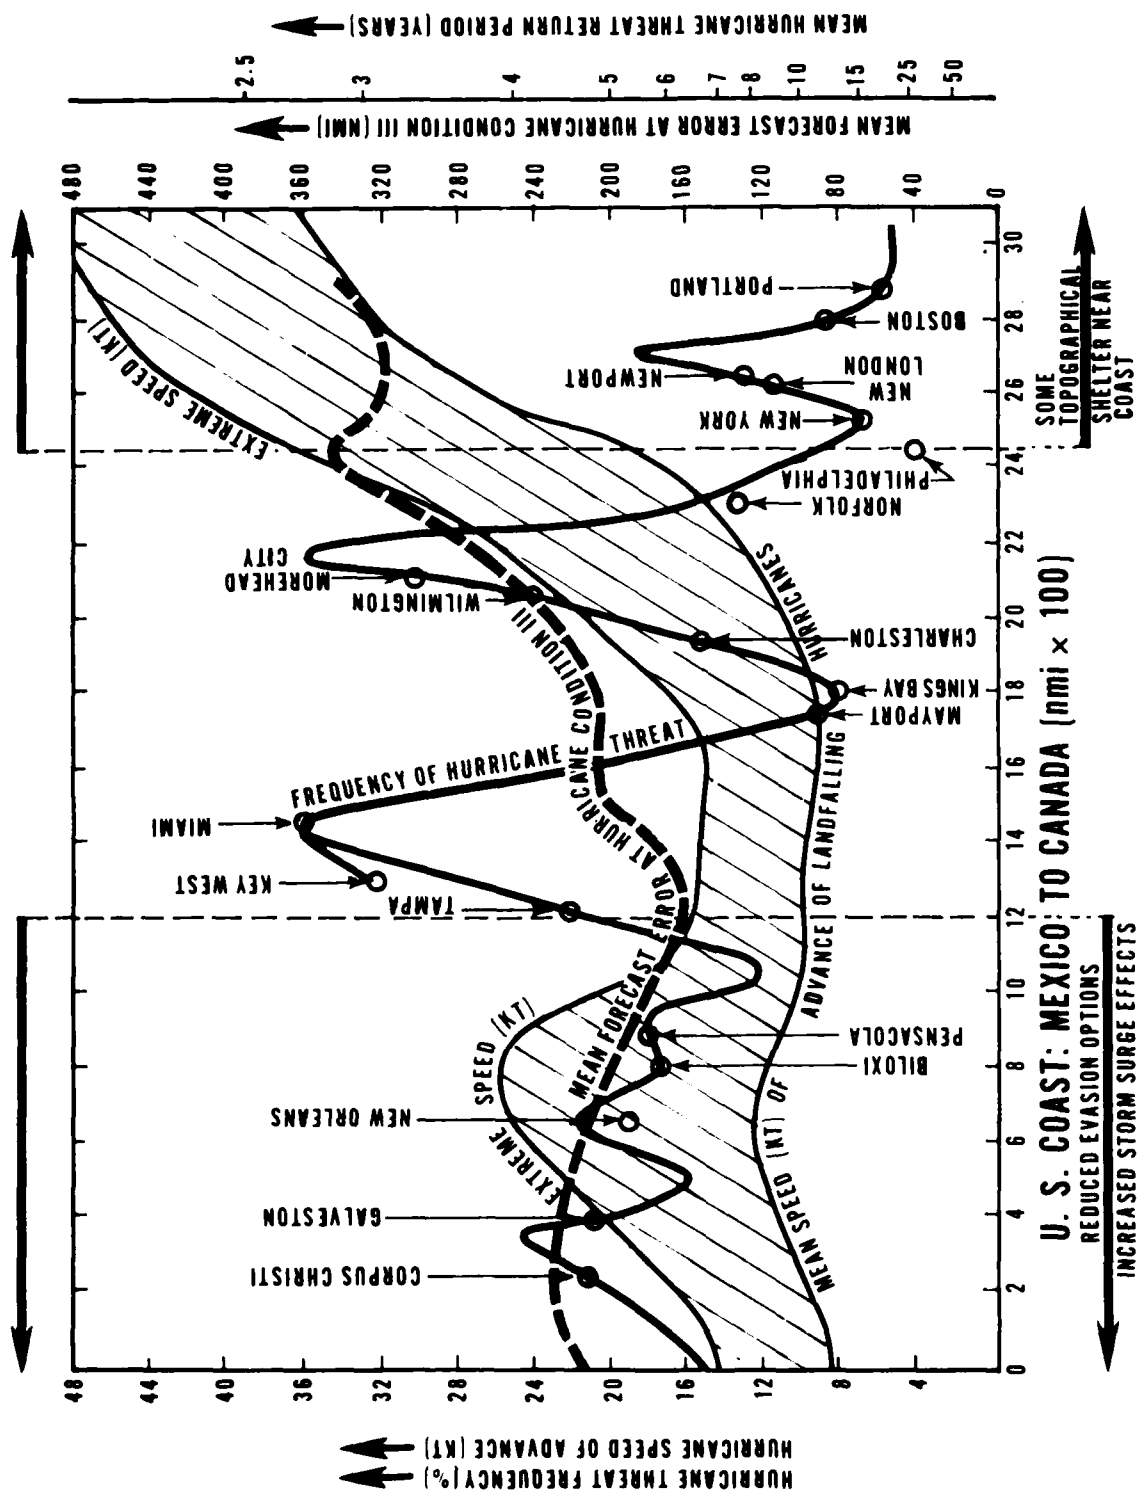 HURRICANE THREAT FREQUENCY (%)
HURRICANE SPEED OF ADVANCE (KT)
48
44
40
36
32
28
24
20
16
12
8
4
0
2
4
6
8
10
12
14
16
18
20
22
24
26
28
30
U. S. COAST: MEXICO TO CANADA (nmi × 100)
REDUCED EVASION OPTIONS
INCREASED STORM SURGE EFFECTS
SOME
TOPOGRAPHICAL
SHELTER NEAR
COAST
480
440
400
360
320
280
240
200
160
120
80
40
0
MEAN FORECAST ERROR AT HURRICANE CONDITION III (NMI)
2.5
3
4
5
6
7
8
10
15
25
50
MEAN HURRICANE THREAT RETURN PERIOD (YEARS)
CORPUS CHRISTI
GALVESTON
NEW ORLEANS
BILOXI
PENSACOLA
TAMPA
KEY WEST
MIAMI
MAYPORT
KINGS BAY
CHARLESTON
WILMINGTON
MOREHEAD
CITY
NORFOLK
PHILADELPHIA
NEW YORK
NEW
LONDON
NEWPORT
BOSTON
PORTLAND
EXTREME SPEED (KT)
EXTREME SPEED (KT)
MEAN FORECAST ERROR AT HURRICANE CONDITION III
FREQUENCY OF HURRICANE THREAT
MEAN SPEED (KT) OF ADVANCE OF LANDFALLING HURRICANES